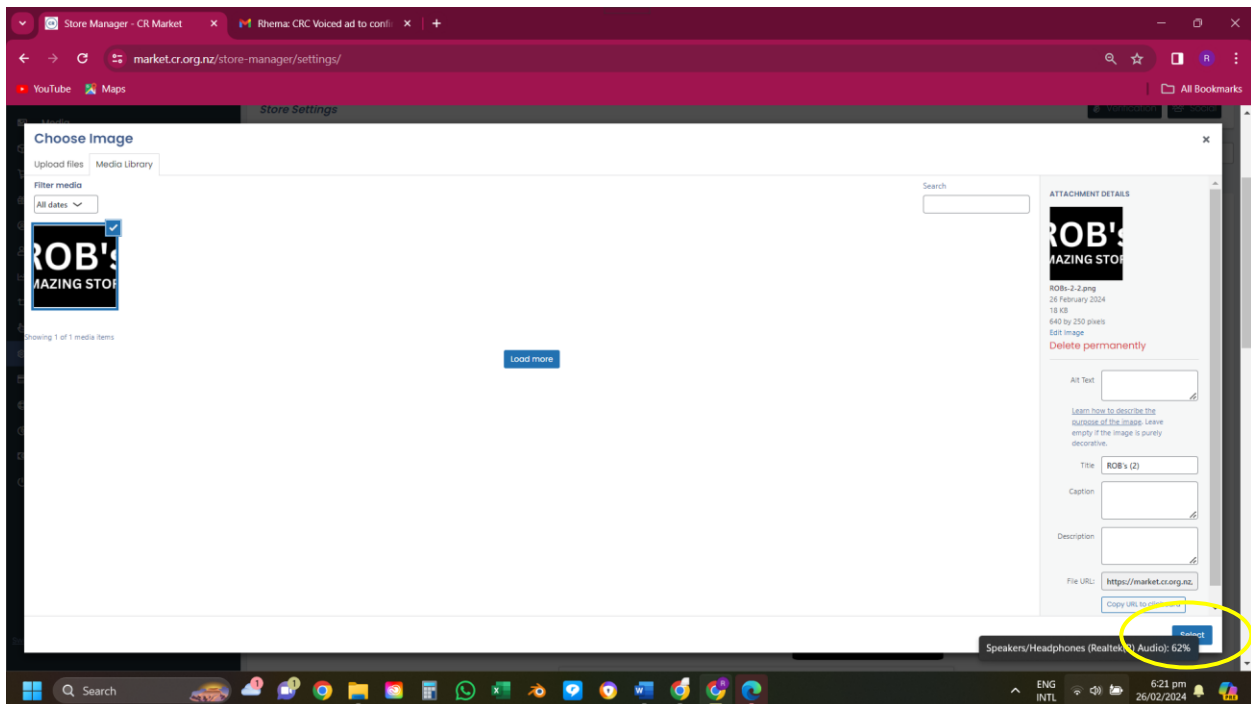 Store Manager - CR Market
Rhema: CRC Voiced ad to confi
market.cr.org.nz/store-manager/settings/
R
YouTube
Maps
All Bookmarks
Media
Store Settings
Choose Image
Upload files
Media Library
Filter media
All dates
Search
ROB's
MAZING STOR
Showing 1 of 1 media items
Load more
ATTACHMENT DETAILS
ROB's
MAZING STOR
ROBs-2-2.png
26 February 2024
18 KB
640 by 250 pixels
Edit Image
Delete permanently
Alt Text
Learn how to describe the
purpose of the image. Leave
empty if the image is purely
decorative.
Title
ROB's (2)
Caption
Description
File URL:
https://market.cr.org.nz,
Copy URL to clipboard
Select
Speakers/Headphones (Realtek(R) Audio): 62%
Search
1
1
ENG
INTL
6:21 pm
26/02/2024